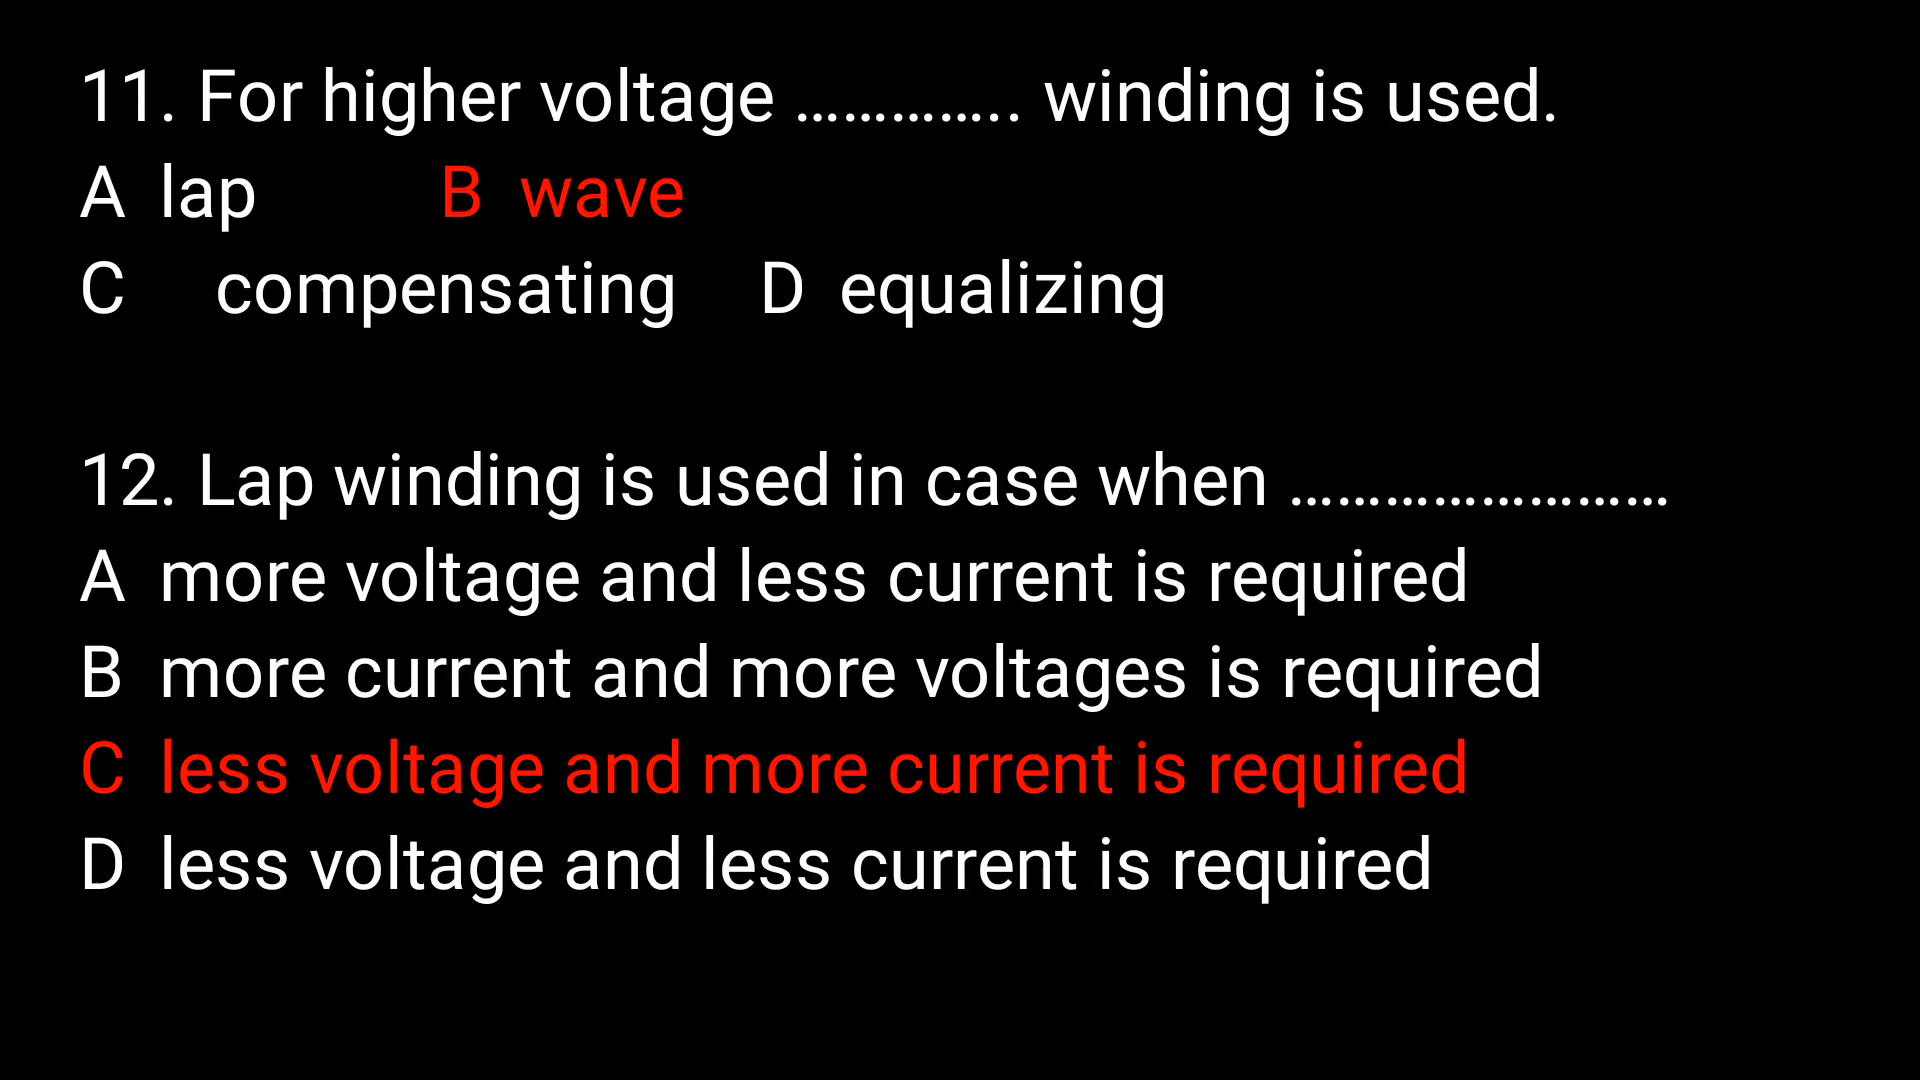 11. For higher voltage ………….. winding is used.
A lap B wave
C compensating D equalizing
12. Lap winding is used in case when ……………………
A more voltage and less current is required
B more current and more voltages is required
C less voltage and more current is required
D less voltage and less current is required